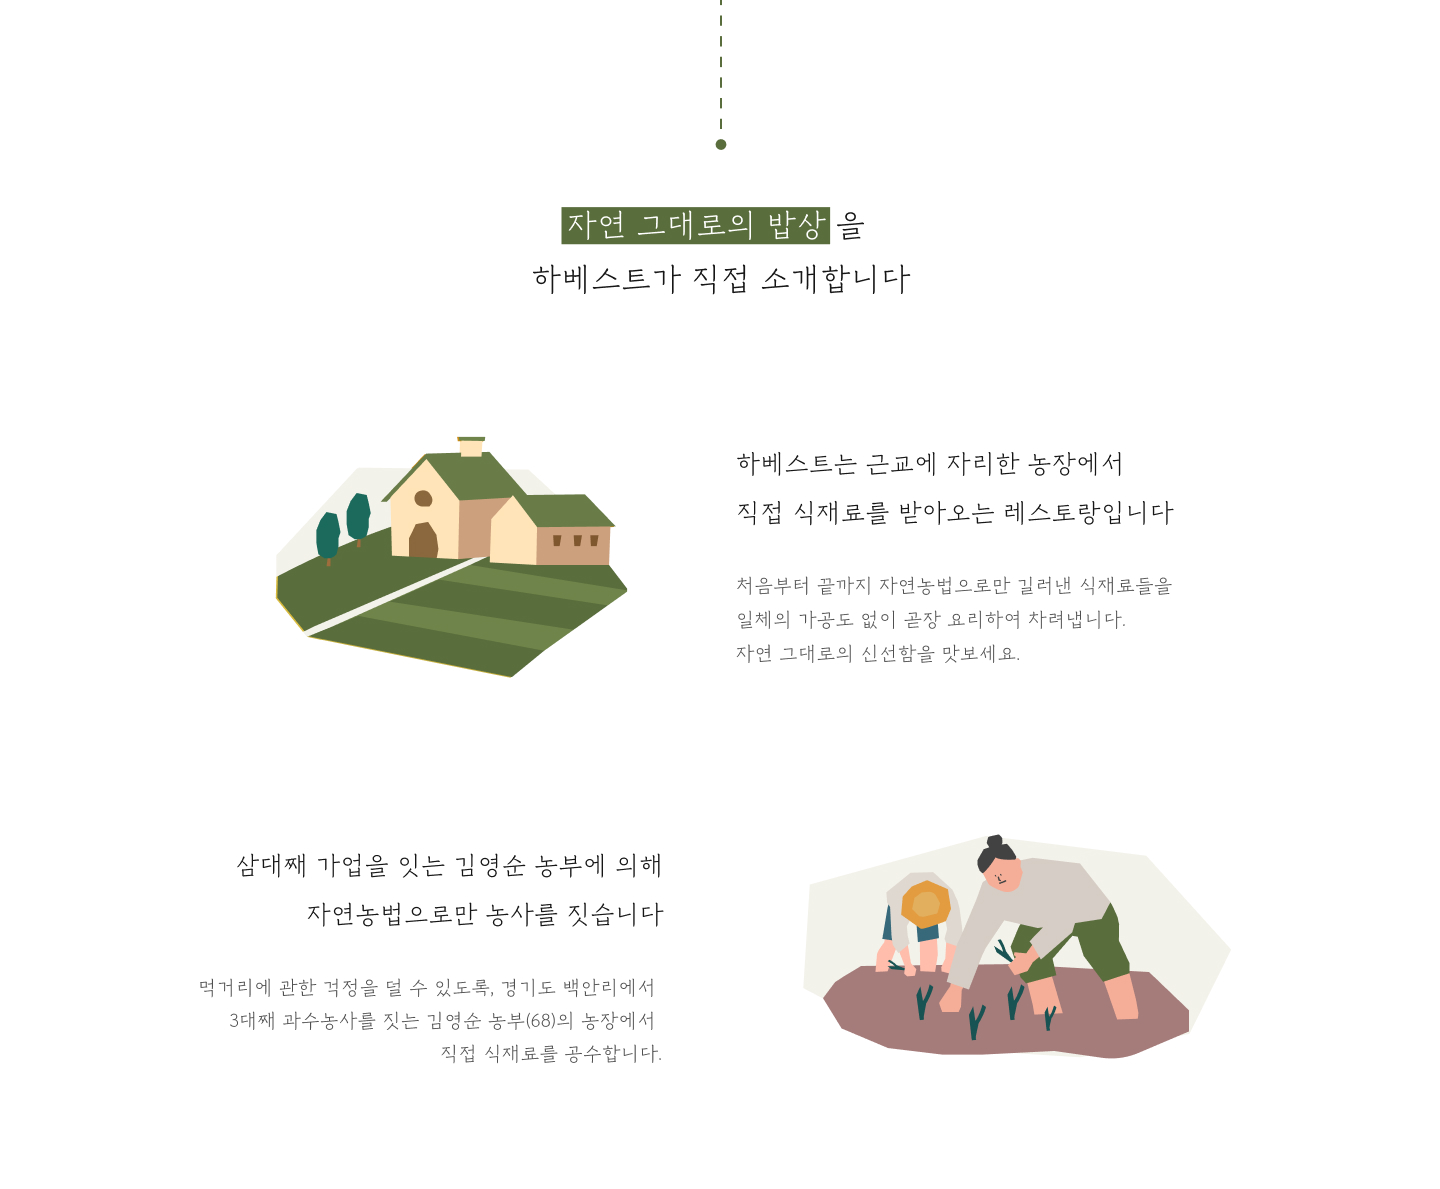 자연 그대로의 밥상 을
하베스트가 직접 소개합니다
하베스트는 근교에 자리한 농장에서
직접 식재료를 받아오는 레스토랑입니다
처음부터 끝까지 자연농법으로만 길러낸 식재료들을
일체의 가공도 없이 곧장 요리하여 차려냅니다.
자연 그대로의 신선함을 맛보세요.
삼대째 가업을 잇는 김영순 농부에 의해
자연농법으로만 농사를 짓습니다
먹거리에 관한 걱정을 덜 수 있도록, 경기도 백안리에서
3대째 과수농사를 짓는 김영순 농부(68)의 농장에서
직접 식재료를 공수합니다.